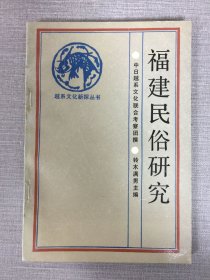 福建民俗研究
中日越系文化联合考察团撰
铃木满男主编
越系文化新探丛书